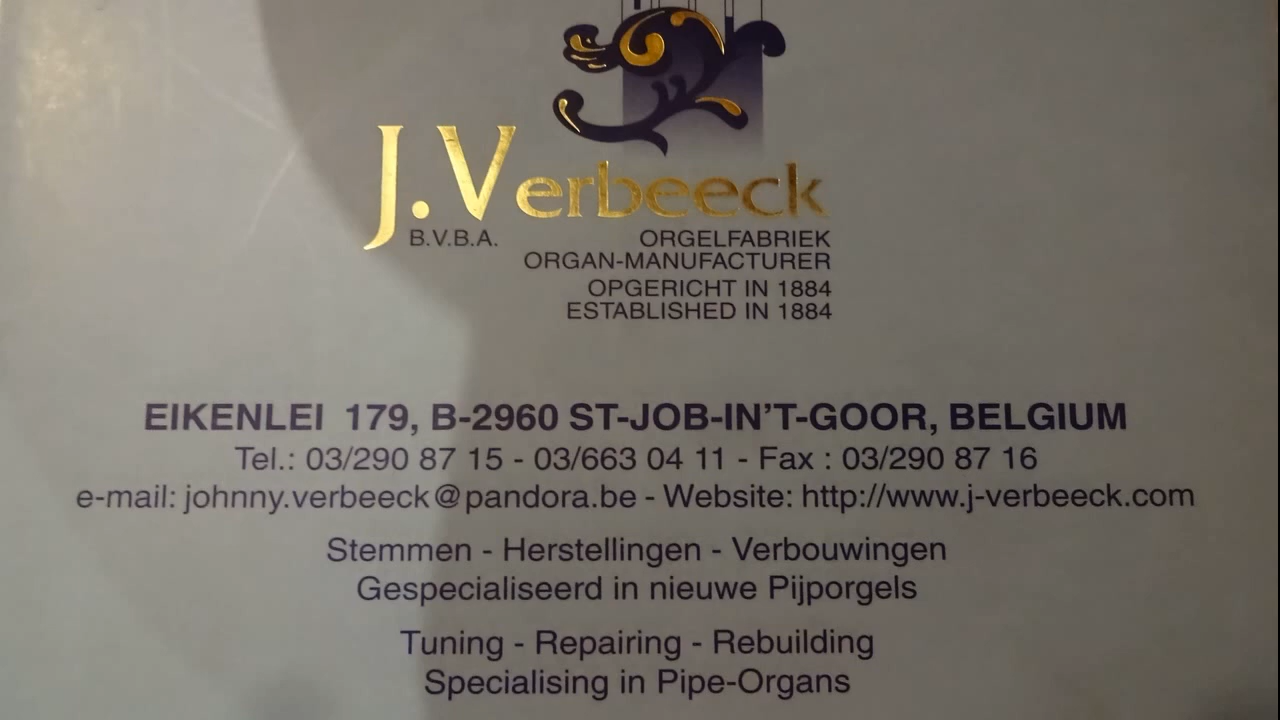 J.Verbeeck
B.V.B.A. ORGELFABRIEK
ORGAN-MANUFACTURER
OPGERICHT IN 1884
ESTABLISHED IN 1884
EIKENLEI 179, B-2960 ST-JOB-IN'T-GOOR, BELGIUM
Tel.: 03/290 87 15 - 03/663 04 11 - Fax : 03/290 87 16
e-mail: johnny.verbeeck@pandora.be - Website: http://www.j-verbeeck.com
Stemmen - Herstellingen - Verbouwingen
Gespecialiseerd in nieuwe Pijporgels
Tuning - Repairing - Rebuilding
Specialising in Pipe-Organs